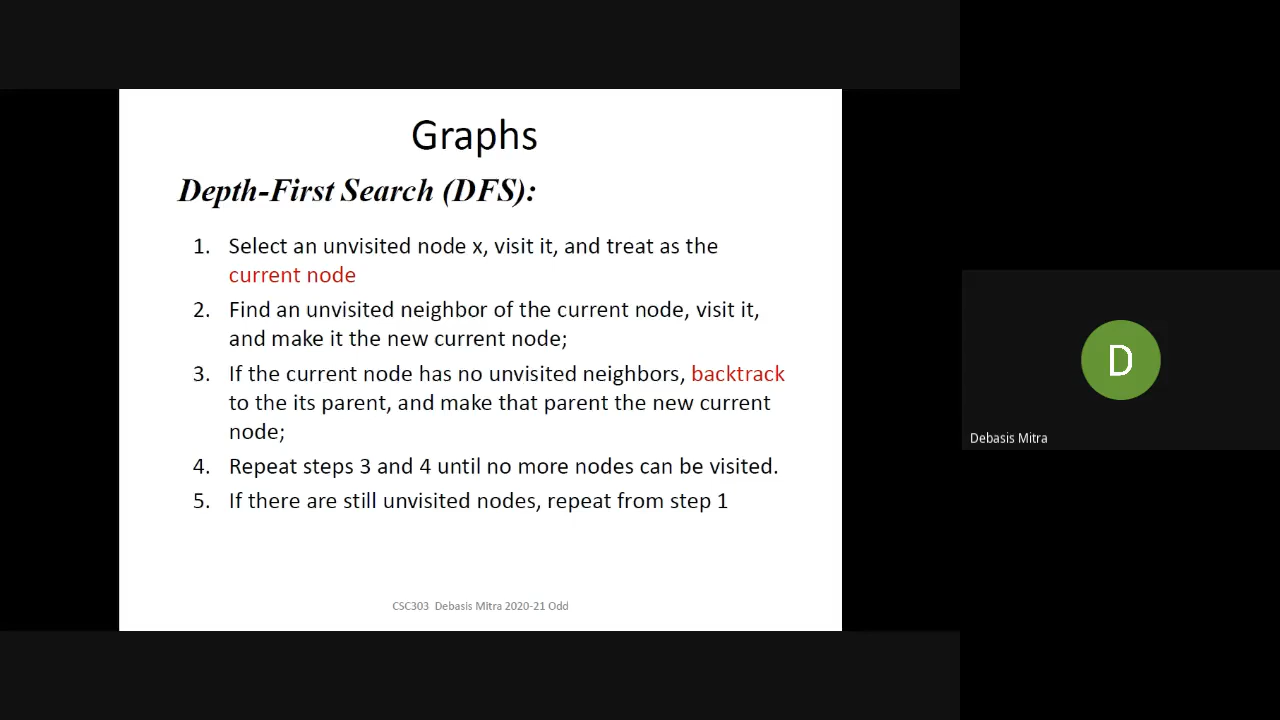 Graphs
Depth-First Search (DFS):
1. Select an unvisited node x, visit it, and treat as the
current node
2. Find an unvisited neighbor of the current node, visit it,
and make it the new current node;
3. If the current node has no unvisited neighbors, backtrack
to the its parent, and make that parent the new current
node;
4. Repeat steps 3 and 4 until no more nodes can be visited.
5. If there are still unvisited nodes, repeat from step 1
CSC303 Debasis Mitra 2020-21 Odd
D
Debasis Mitra